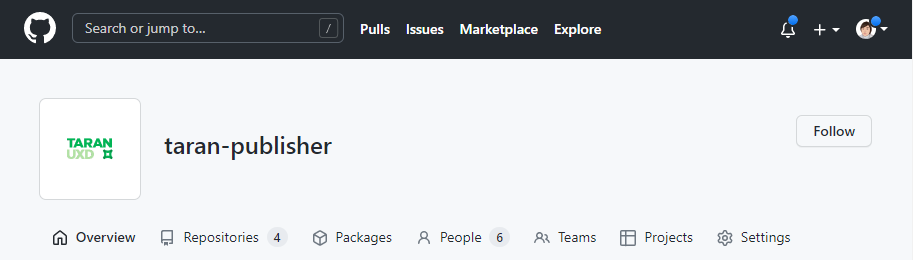 Search or jump to... /
Pulls Issues Marketplace Explore
TARAN
UXD
taran-publisher
Follow
Overview Repositories 4 Packages People 6 Teams Projects Settings